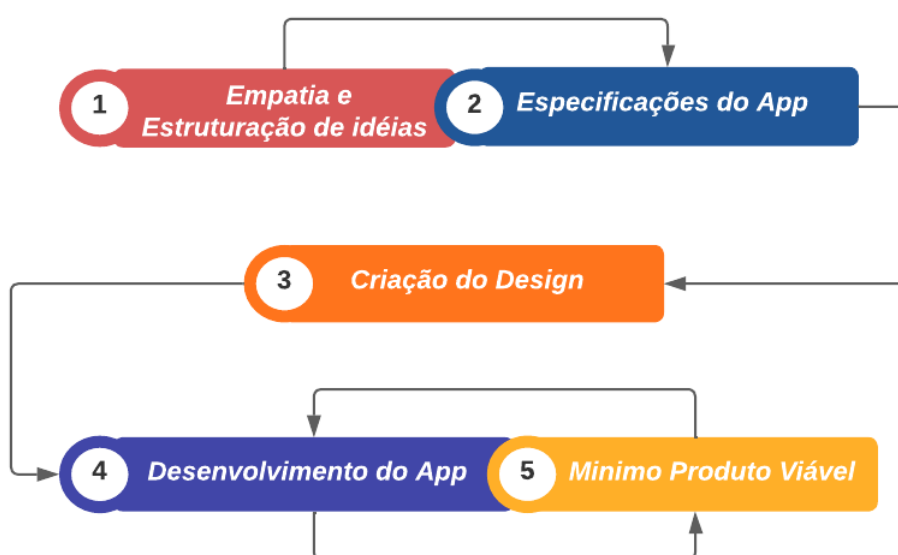 1
Empatia e
Estruturação de idéias
2
Especificações do App
3
Criação do Design
4
Desenvolvimento do App
5
Minimo Produto Viável